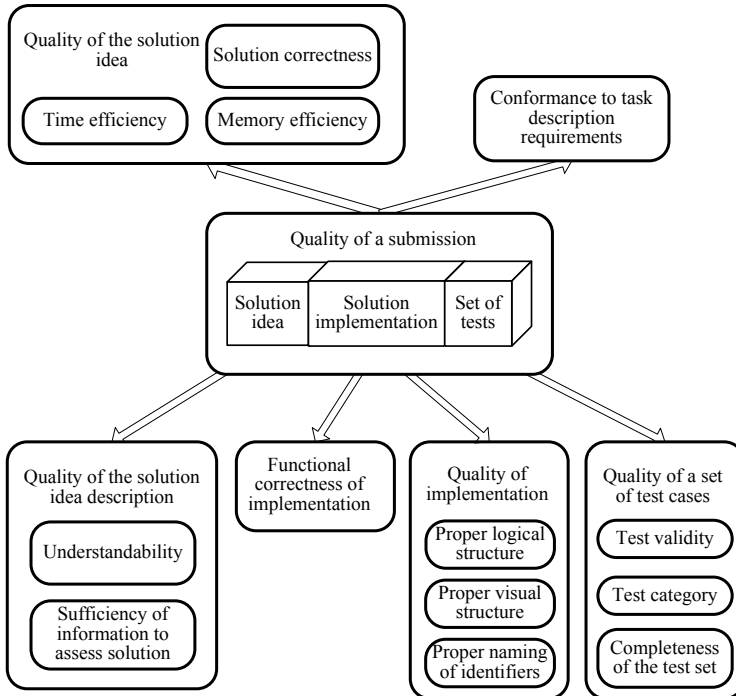 Quality of the solution
idea
Solution correctness
Time efficiency
Memory efficiency
Conformance to task
description
requirements
Quality of a submission
Solution
idea
Solution
implementation
Set of
tests
Quality of the solution
idea description
Understandability
Sufficiency of
information to
assess solution
Functional
correctness of
implementation
Quality of
implementation
Proper logical
structure
Proper visual
structure
Proper naming
of identifiers
Quality of a set
of test cases
Test validity
Test category
Completeness
of the test set